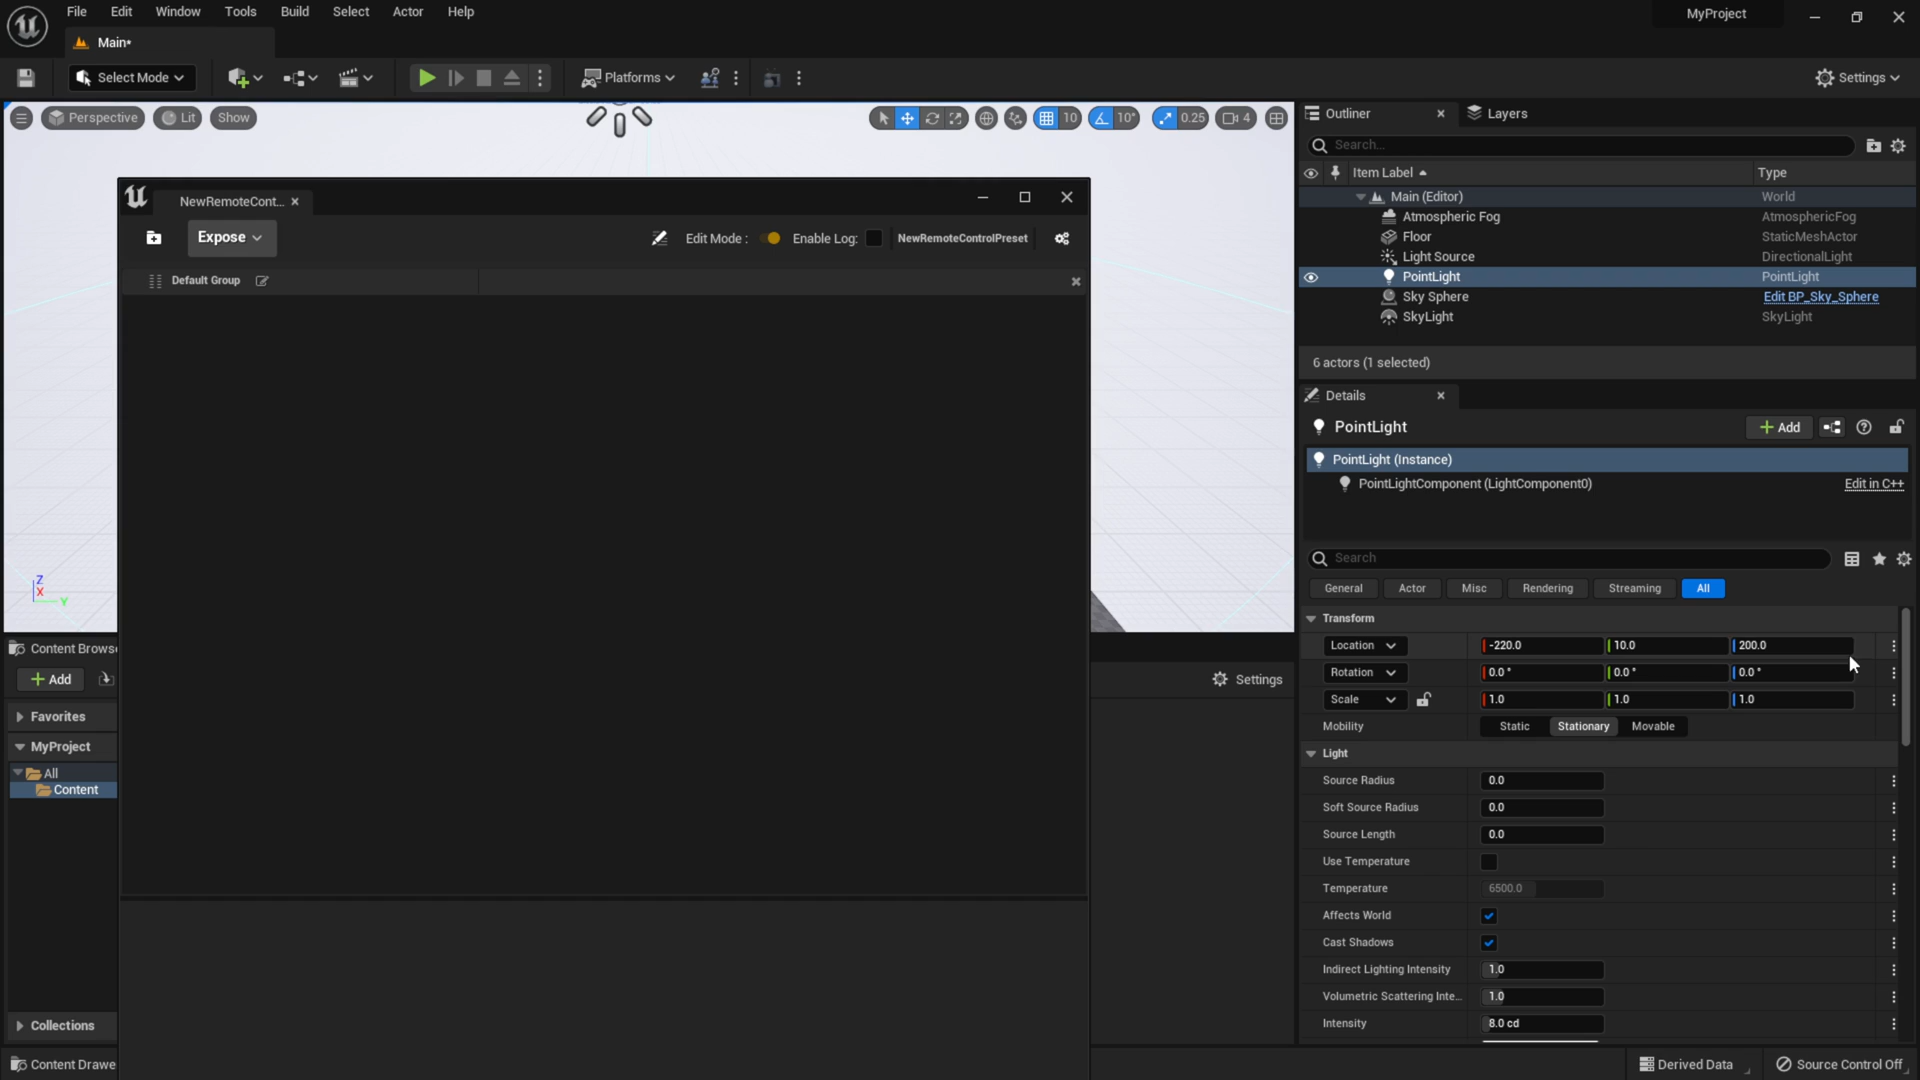 File Edit Window Tools Build Select Actor Help
MyProject
Main*
Select Mode
Platforms
Settings
Perspective
Lit
Show
10
10°
0.25
4
Outliner
Layers
Search...
Item Label
Type
Main (Editor) World
Atmospheric Fog AtmosphericFog
Floor StaticMeshActor
Light Source DirectionalLight
PointLight PointLight
Sky Sphere Edit BP_Sky_Sphere
SkyLight SkyLight
6 actors (1 selected)
NewRemoteCont...
Expose
Edit Mode :
Enable Log:
NewRemoteControlPreset
Default Group
Z
X
Y
Details
PointLight
Add
PointLight (Instance)
PointLightComponent (LightComponent0) Edit in C++
Search
General Actor Misc Rendering Streaming All
Transform
Location -220.0 10.0 200.0
Rotation 0.0 ° 0.0 ° 0.0 °
Scale 1.0 1.0 1.0
Mobility Static Stationary Movable
Light
Source Radius 0.0
Soft Source Radius 0.0
Source Length 0.0
Use Temperature
Temperature 6500.0
Affects World
Cast Shadows
Indirect Lighting Intensity 1.0
Volumetric Scattering Inte... 1.0
Intensity 8.0 cd
Content Brows
Add
Settings
Favorites
MyProject
All
Content
Collections
Content Drawe
Derived Data
Source Control Off